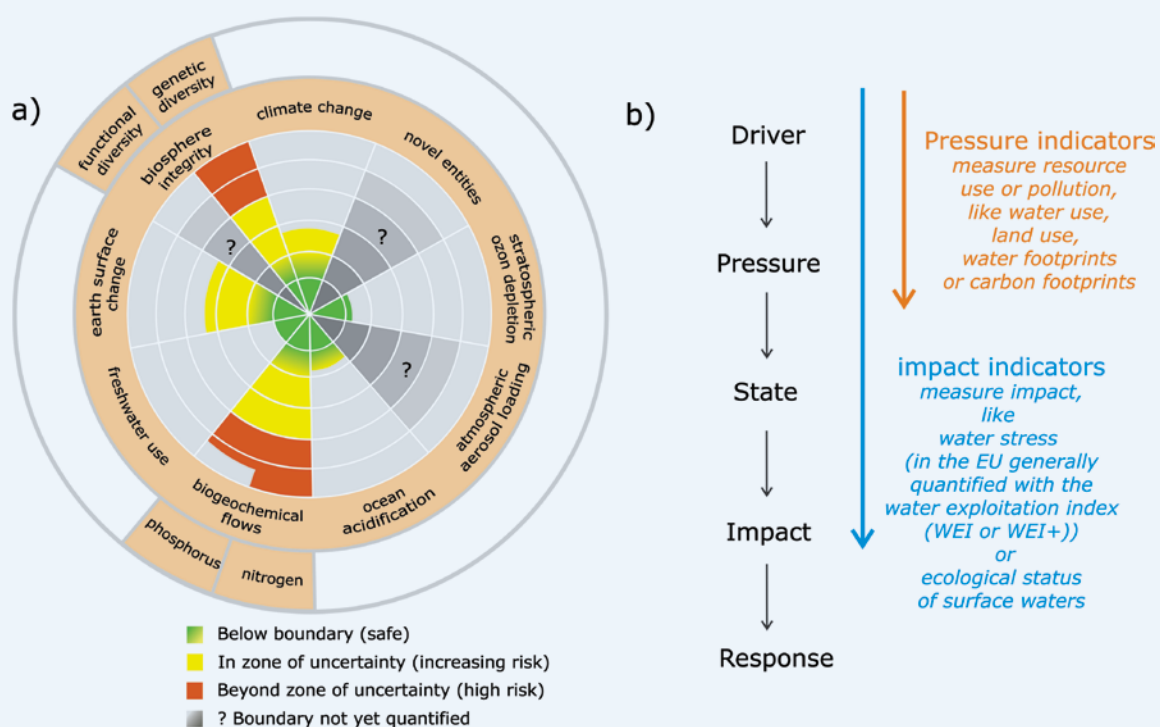 a)
genetic
diversity
functional
diversity
biosphere
integrity
climate change
novel entities
stratospheric
ozon depletion
atmospheric
aerosol loading
ocean
acidification
biogeochemical
flows
phosphorus
nitrogen
freshwater use
earth surface
change
?
?
?
Below boundary (safe)
In zone of uncertainty (increasing risk)
Beyond zone of uncertainty (high risk)
? Boundary not yet quantified
b)
Driver
Pressure
State
Impact
Response
Pressure indicators
measure resource
use or pollution,
like water use,
land use,
water footprints
or carbon footprints
impact indicators
measure impact,
like
water stress
(in the EU generally
quantified with the
water exploitation index
(WEI or WEI+))
or
ecological status
of surface waters